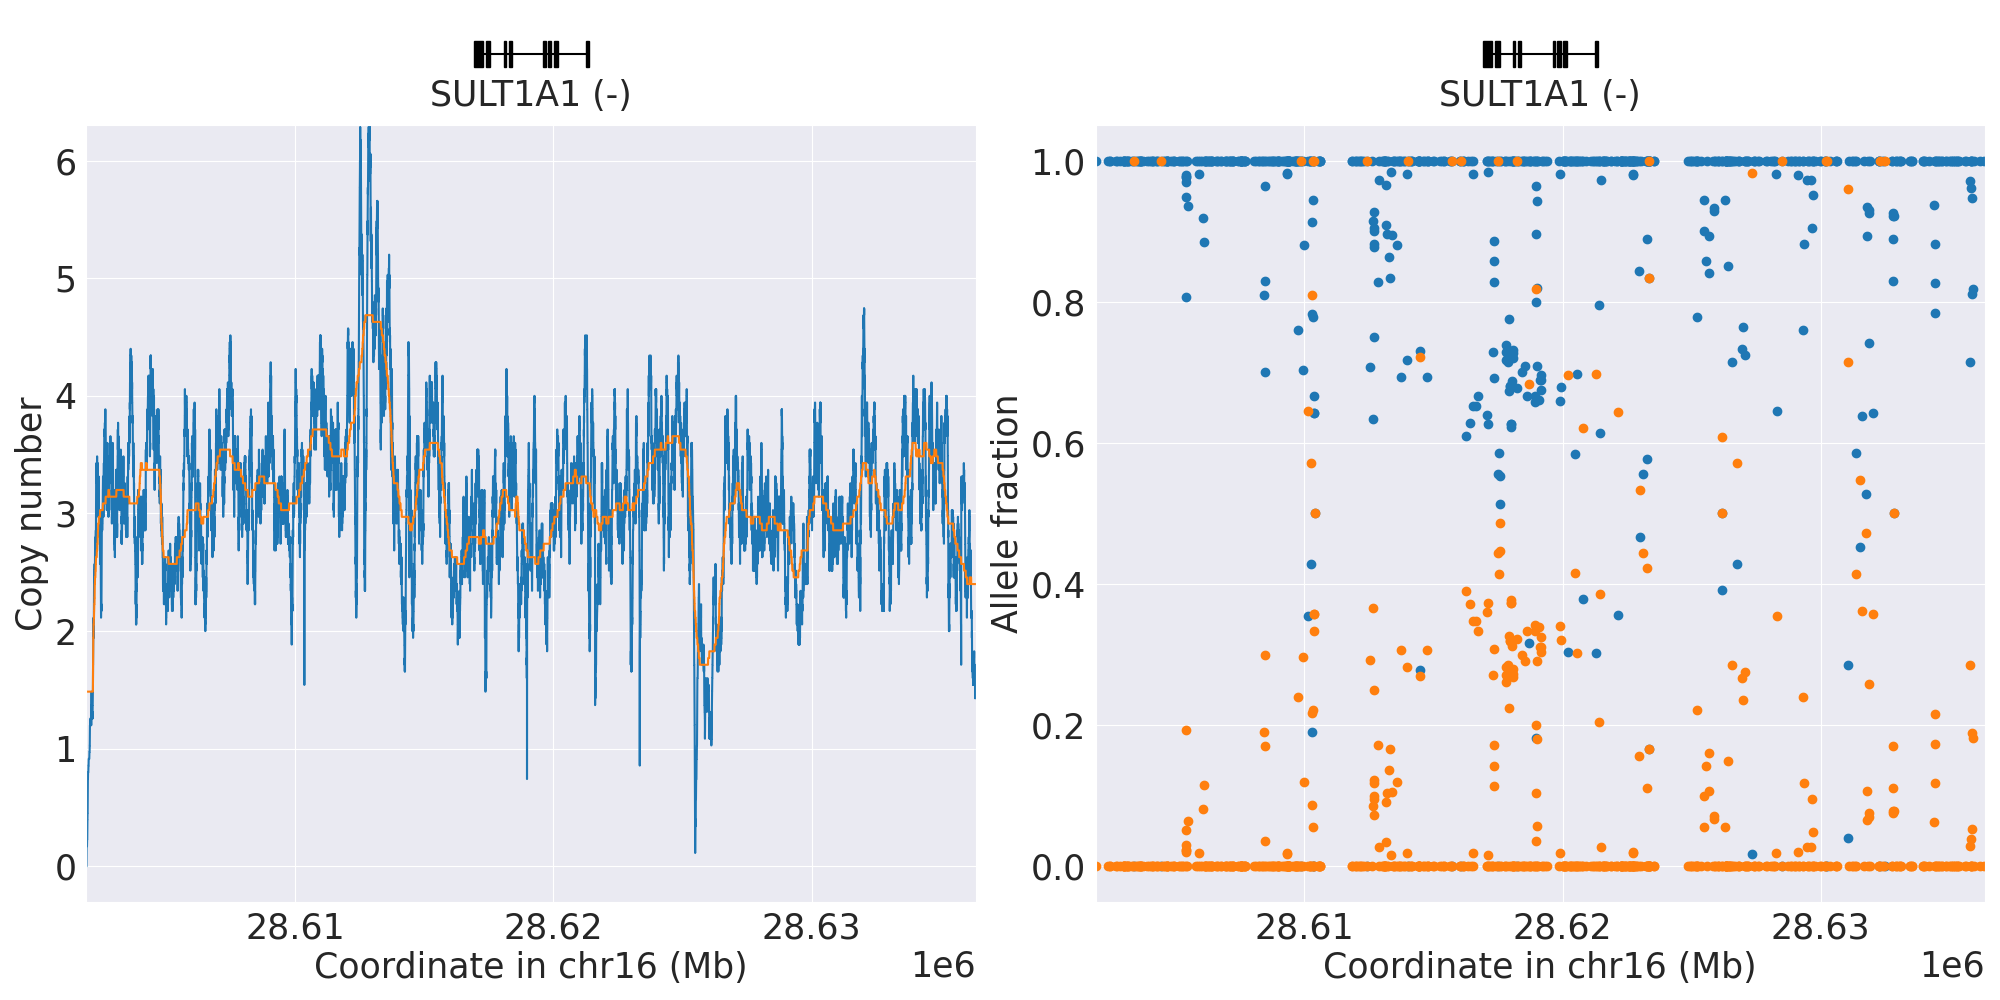 SULT1A1 (-)
6
5
4
3
2
1
0
Copy number
28.61
28.62
28.63
Coordinate in chr16 (Mb)
1e6
SULT1A1 (-)
1.0
0.8
0.6
0.4
0.2
0.0
Allele fraction
28.61
28.62
28.63
Coordinate in chr16 (Mb)
1e6